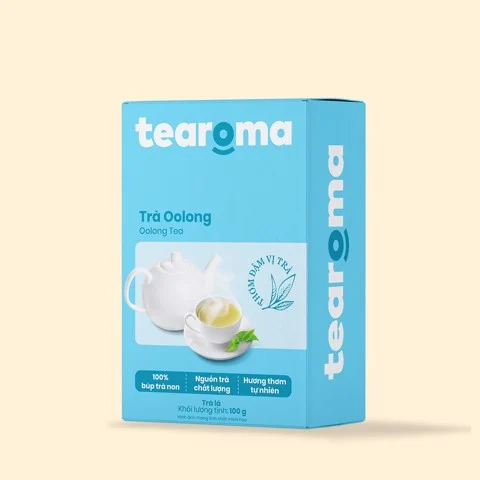 tearoma
Trà Oolong
Oolong Tea
THƠM ĐẬM VỊ TRÀ
100%
búp trà non
Nguồn trà
chất lượng
Hương thơm
tự nhiên
Trà lá
Khối lượng tịnh: 100 g
tearoma